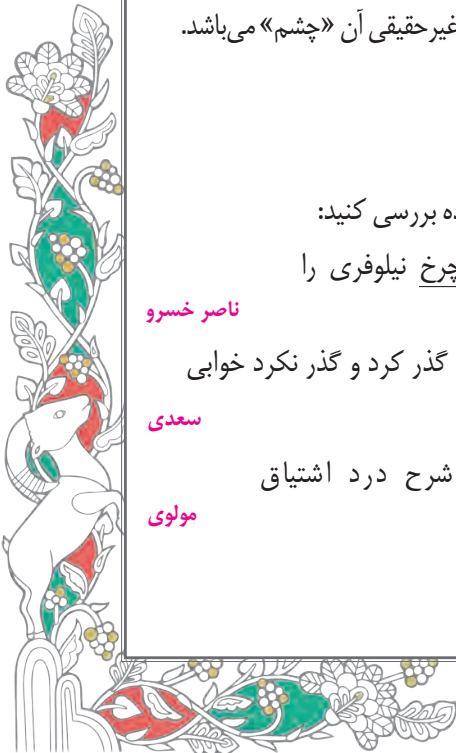 غیرحقیقی آن «چشم» می‌باشد.
ده بررسی کنید:
چرخ نیلوفری را
ناصر خسرو
گذر کرد و گذر نکرد خوابی
سعدی
شرح درد اشتیاق
مولوی